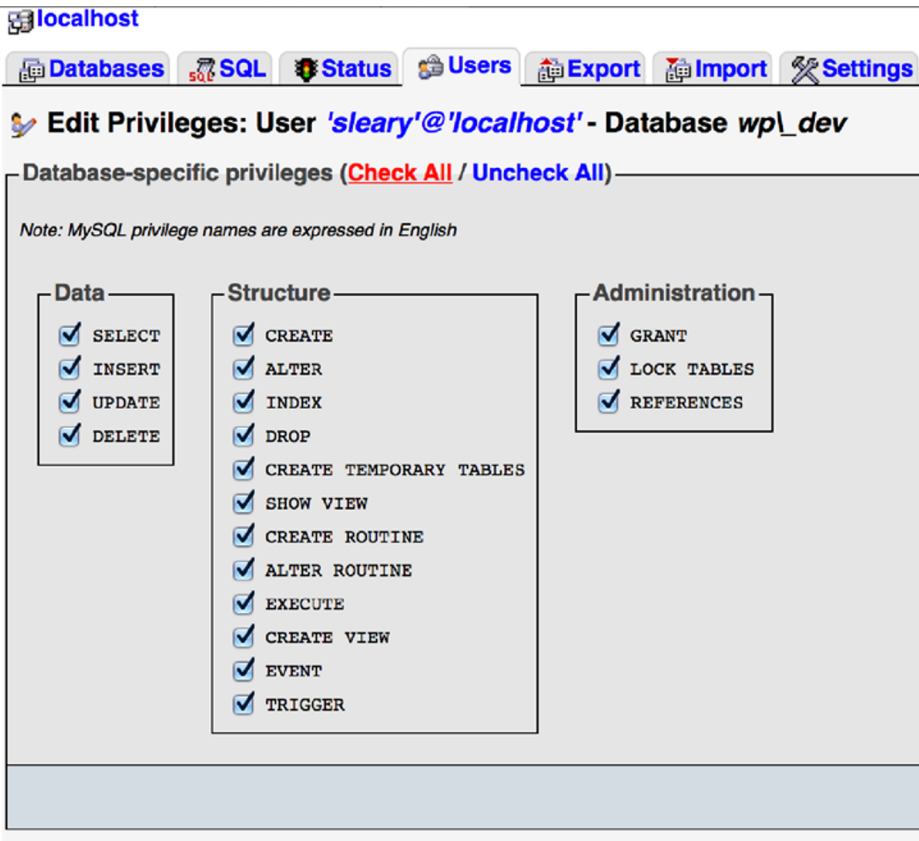 localhost
Databases SQL Status Users Export Import Settings
Edit Privileges: User 'sleary'@'localhost' - Database wp\_dev
Database-specific privileges (Check All / Uncheck All)
Note: MySQL privilege names are expressed in English
Data
SELECT
INSERT
UPDATE
DELETE
Structure
CREATE
ALTER
INDEX
DROP
CREATE TEMPORARY TABLES
SHOW VIEW
CREATE ROUTINE
ALTER ROUTINE
EXECUTE
CREATE VIEW
EVENT
TRIGGER
Administration
GRANT
LOCK TABLES
REFERENCES